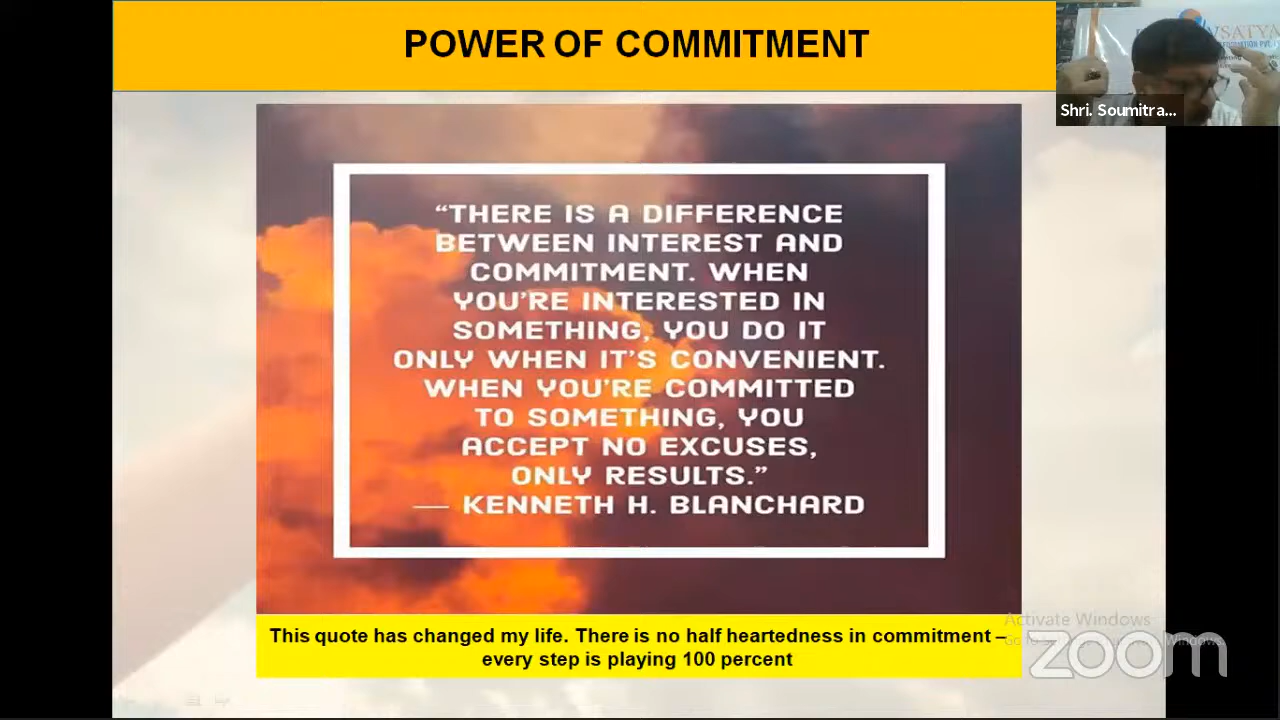 POWER OF COMMITMENT
Shri. Soumitra...
“THERE IS A DIFFERENCE
BETWEEN INTEREST AND
COMMITMENT. WHEN
YOU’RE INTERESTED IN
SOMETHING, YOU DO IT
ONLY WHEN IT’S CONVENIENT.
WHEN YOU’RE COMMITTED
TO SOMETHING, YOU
ACCEPT NO EXCUSES,
ONLY RESULTS.”
— KENNETH H. BLANCHARD
This quote has changed my life. There is no half heartedness in commitment –
every step is playing 100 percent
Activate Windows
zoom